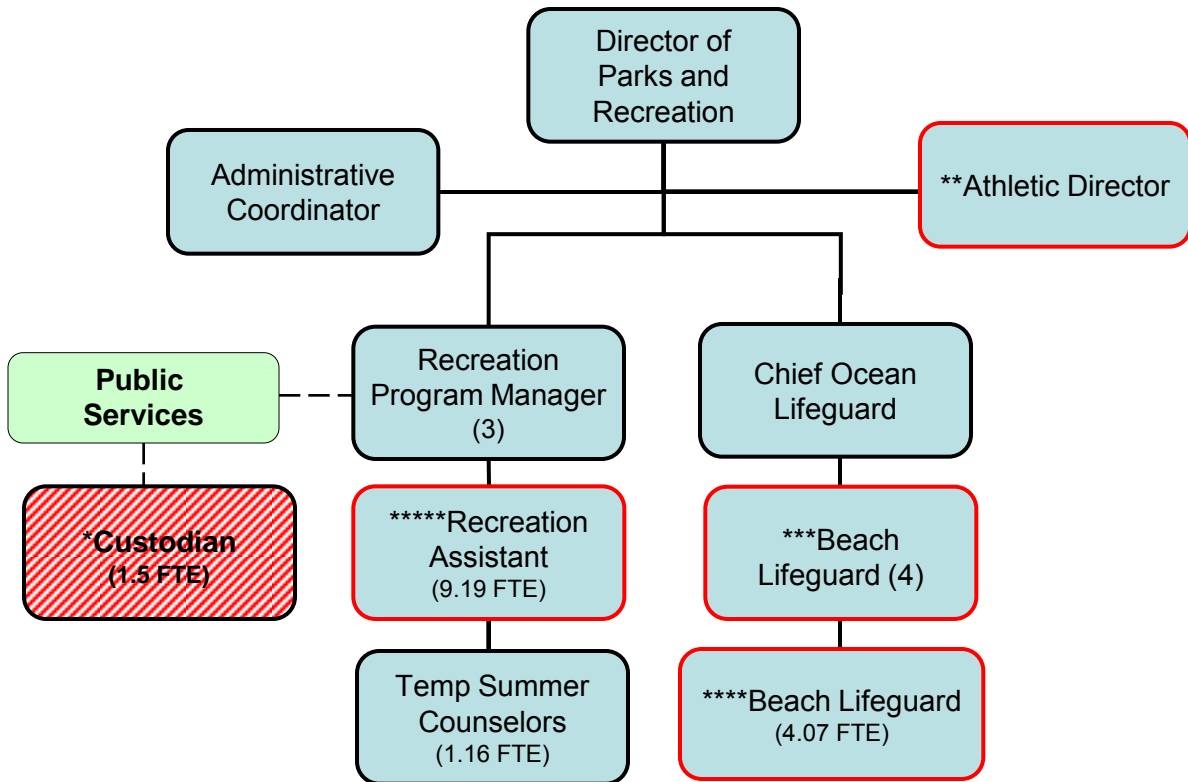 Director of
Parks and
Recreation
Administrative
Coordinator
**Athletic Director
Public
Services
Recreation
Program Manager
(3)
Chief Ocean
Lifeguard
*Custodian
(1.5 FTE)
*****Recreation
Assistant
(9.19 FTE)
***Beach
Lifeguard (4)
Temp Summer
Counselors
(1.16 FTE)
****Beach Lifeguard
(4.07 FTE)